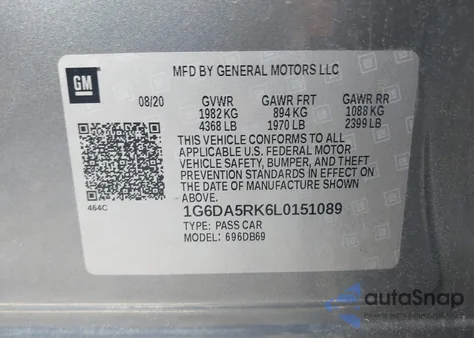 GM
MFD BY GENERAL MOTORS LLC
08/20 GVWR GAWR FRT GAWR RR
1982 KG 894 KG 1088 KG
4368 LB 1970 LB 2399 LB
THIS VEHICLE CONFORMS TO ALL
APPLICABLE U.S. FEDERAL MOTOR
VEHICLE SAFETY, BUMPER, AND THEFT
PREVENTION STANDARDS IN EFFECT ON
THE DATE OF MANUFACTURE SHOWN
ABOVE.
464C
1G6DA5RK6L0151089
TYPE: PASS CAR
MODEL: 696DB69
autoSnap